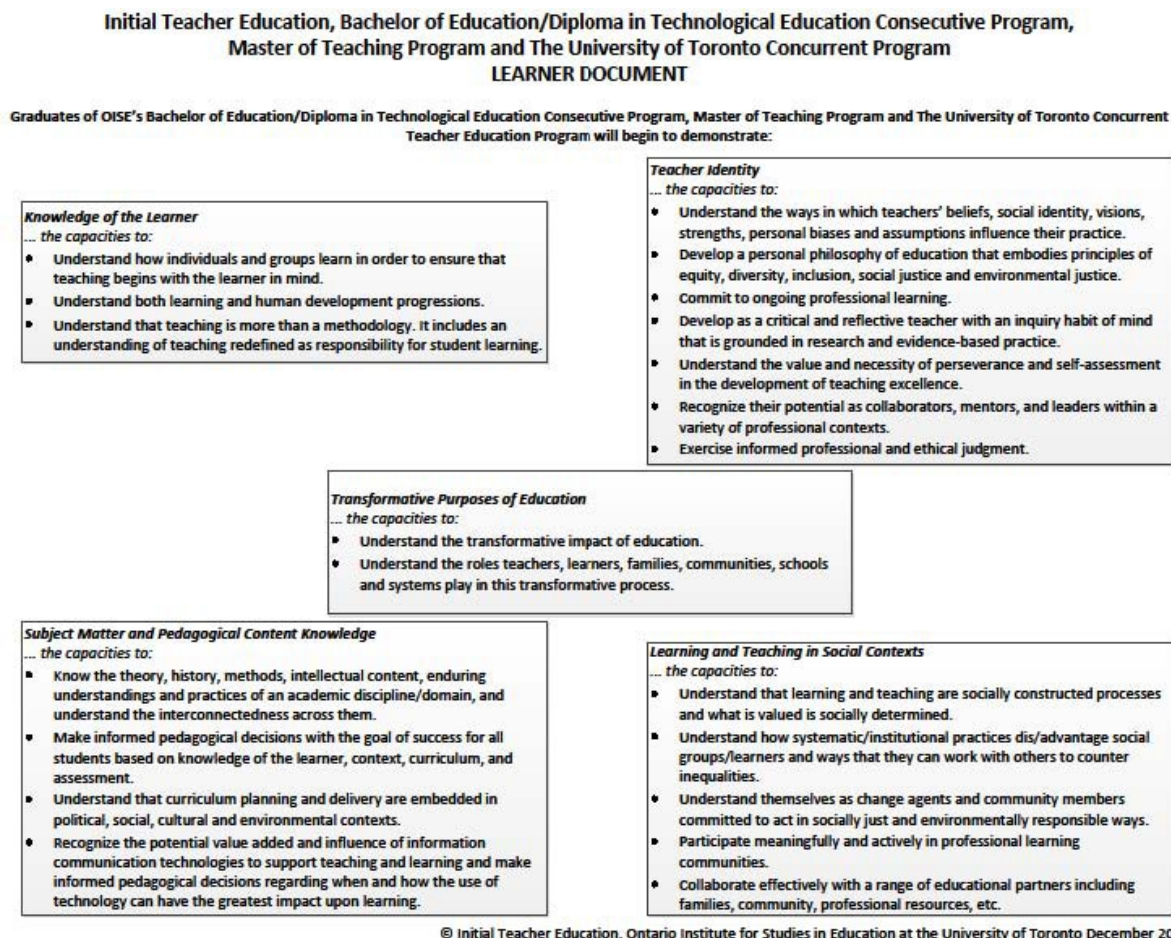 Initial Teacher Education, Bachelor of Education/Diploma in Technological Education Consecutive Program,
Master of Teaching Program and The University of Toronto Concurrent Program
LEARNER DOCUMENT
Graduates of OISE's Bachelor of Education/Diploma in Technological Education Consecutive Program, Master of Teaching Program and The University of Toronto Concurrent
Teacher Education Program will begin to demonstrate:
Knowledge of the Learner
... the capacities to:
• Understand how individuals and groups learn in order to ensure that
teaching begins with the learner in mind.
• Understand both learning and human development progressions.
• Understand that teaching is more than a methodology. It includes an
understanding of teaching redefined as responsibility for student learning.
Teacher Identity
... the capacities to:
• Understand the ways in which teachers' beliefs, social identity, visions,
strengths, personal biases and assumptions influence their practice.
• Develop a personal philosophy of education that embodies principles of
equity, diversity, inclusion, social justice and environmental justice.
• Commit to ongoing professional learning.
• Develop as a critical and reflective teacher with an inquiry habit of mind
that is grounded in research and evidence-based practice.
• Understand the value and necessity of perseverance and self-assessment
in the development of teaching excellence.
• Recognize their potential as collaborators, mentors, and leaders within a
variety of professional contexts.
• Exercise informed professional and ethical judgment.
Transformative Purposes of Education
... the capacities to:
• Understand the transformative impact of education.
• Understand the roles teachers, learners, families, communities, schools
and systems play in this transformative process.
Subject Matter and Pedagogical Content Knowledge
... the capacities to:
• Know the theory, history, methods, intellectual content, enduring
understandings and practices of an academic discipline/domain, and
understand the interconnectedness across them.
• Make informed pedagogical decisions with the goal of success for all
students based on knowledge of the learner, context, curriculum, and
assessment.
• Understand that curriculum planning and delivery are embedded in
political, social, cultural and environmental contexts.
• Recognize the potential value added and influence of information
communication technologies to support teaching and learning and make
informed pedagogical decisions regarding when and how the use of
technology can have the greatest impact upon learning.
Learning and Teaching in Social Contexts
... the capacities to:
• Understand that learning and teaching are socially constructed processes
and what is valued is socially determined.
• Understand how systematic/institutional practices dis/advantage social
groups/learners and ways that they can work with others to counter
inequalities.
• Understand themselves as change agents and community members
committed to act in socially just and environmentally responsible ways.
• Participate meaningfully and actively in professional learning
communities.
• Collaborate effectively with a range of educational partners including
families, community, professional resources, etc.
© Initial Teacher Education, Ontario Institute for Studies in Education at the University of Toronto December 20